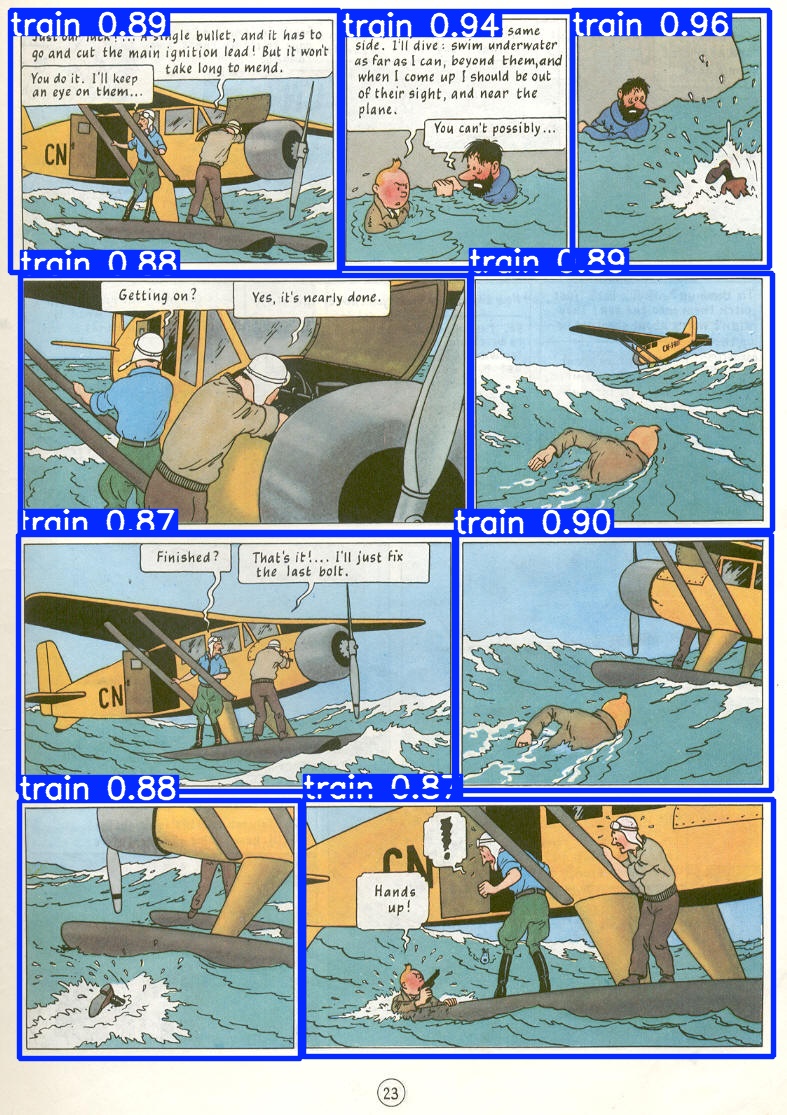 train 0.89
train 0.94
train 0.96
Just our luck!... A single bullet, and it has to
go and cut the main ignition lead! But it won't
take long to mend.
You do it. I'll keep
an eye on them...
CN
same
side. I'll dive: swim underwater
as far as I can, beyond them, and
when I come up I should be out
of their sight, and near the
plane.
You can't possibly...
train 0.88
train 0.89
Getting on?
Yes, it's nearly done.
train 0.87
train 0.90
Finished?
That's it!... I'll just fix
the last bolt.
CN
train 0.88
train 0.87
!
CN
Hands
up!
23